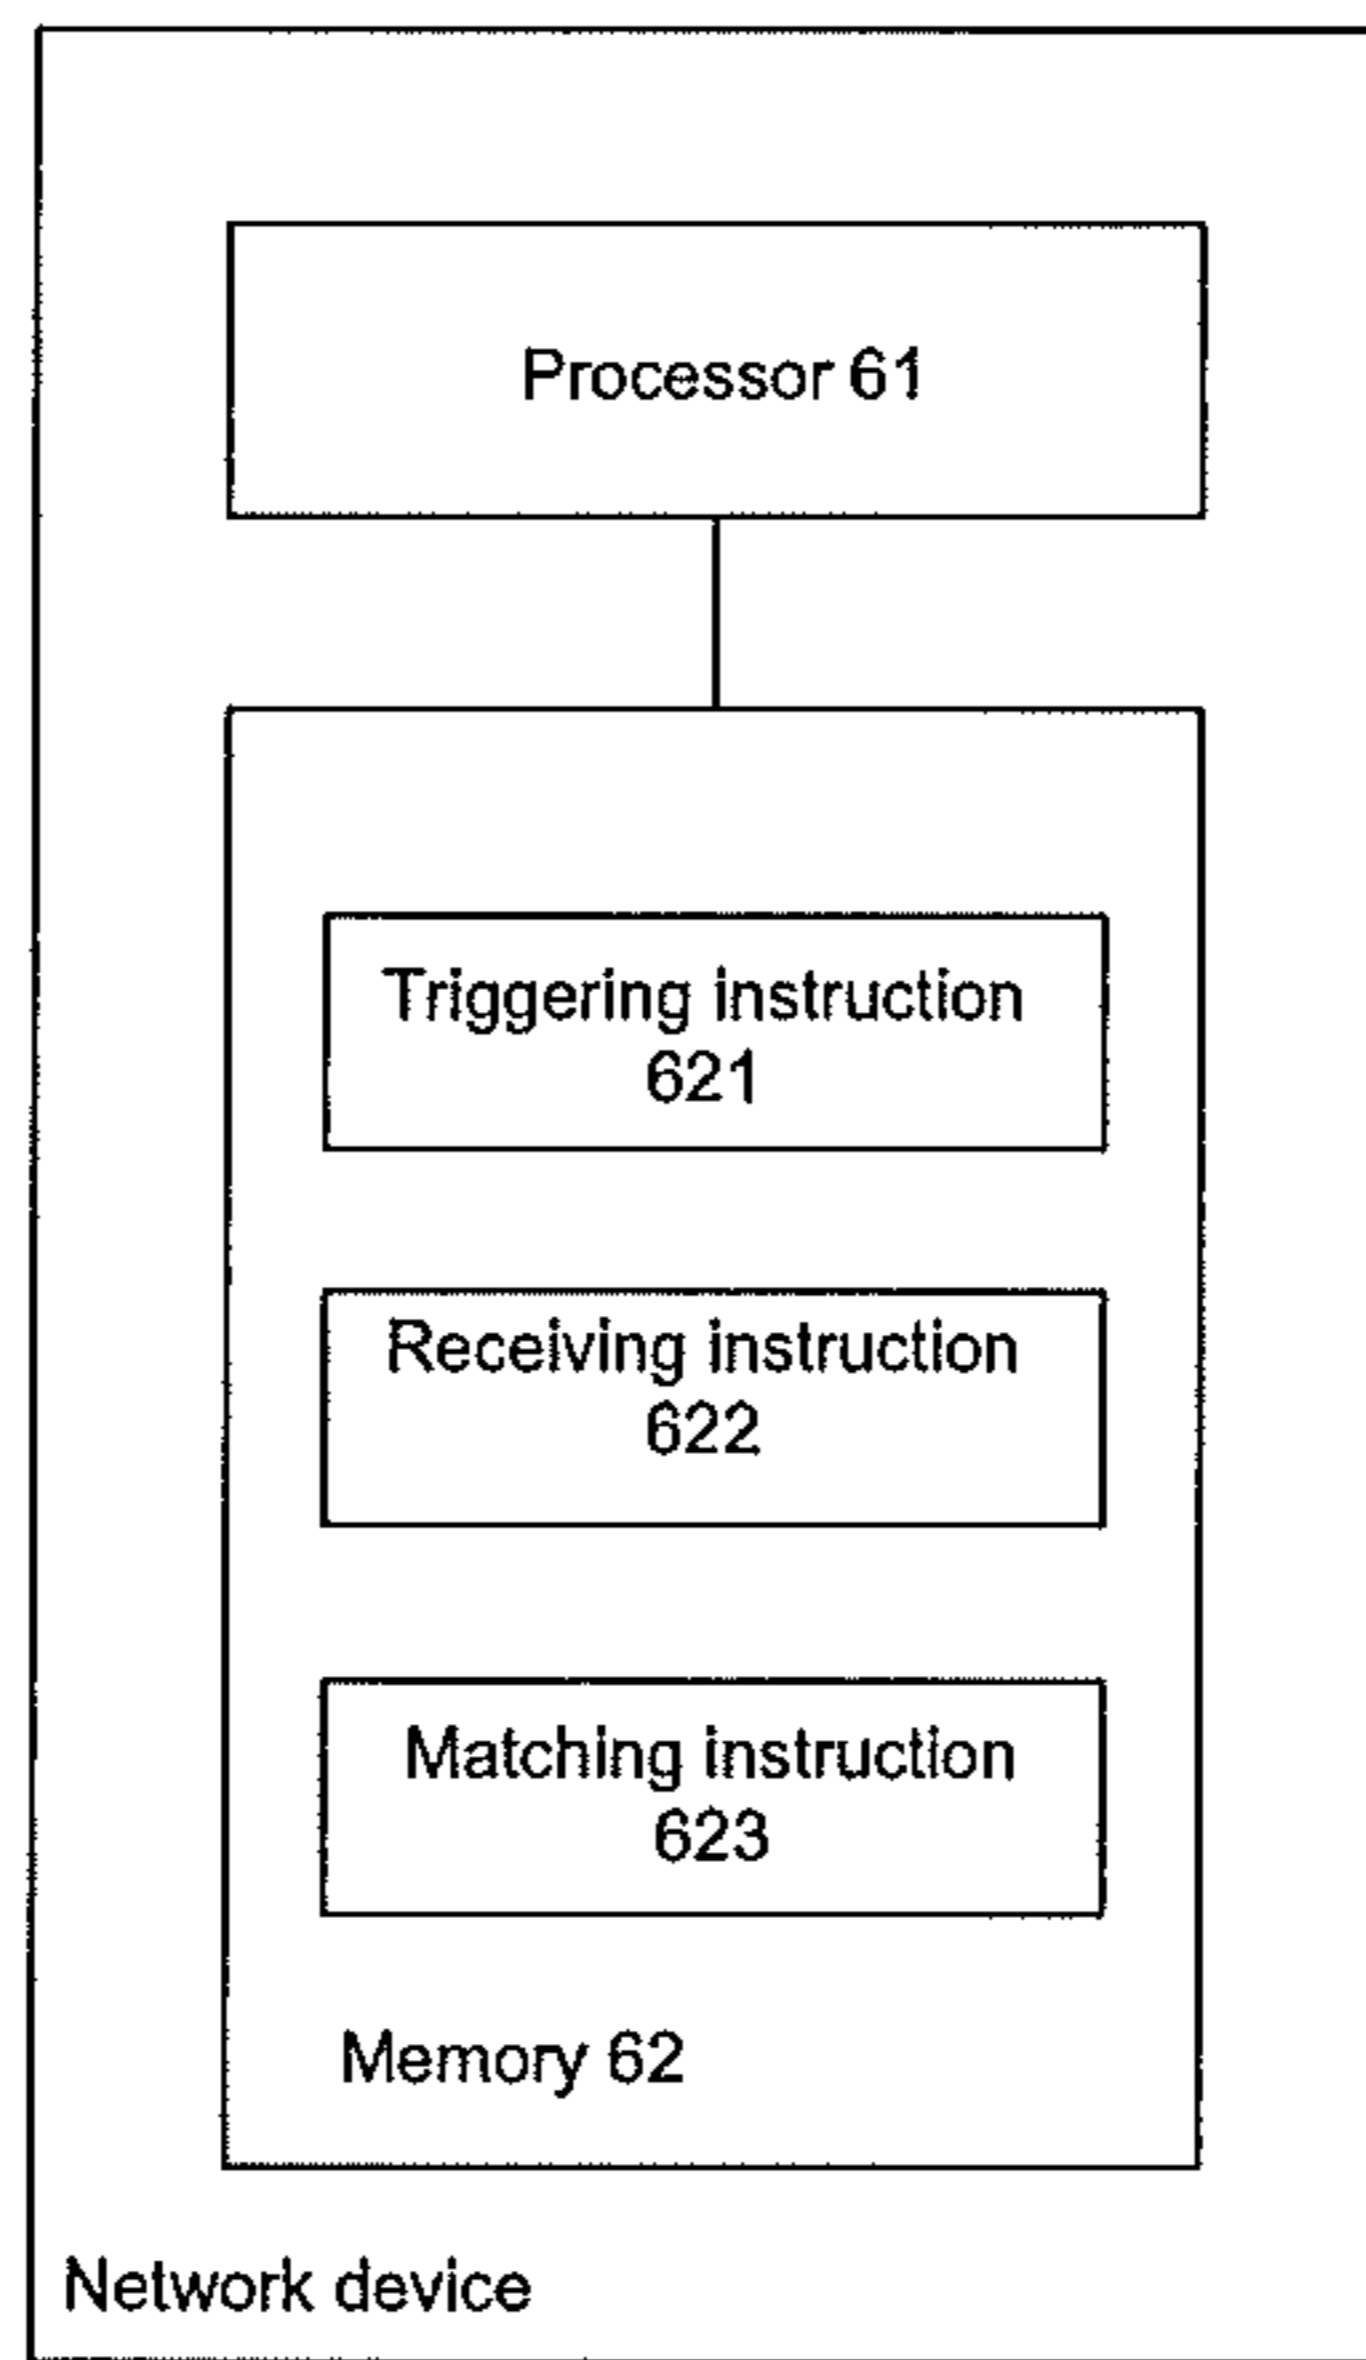 Processor 61
Triggering instruction
621
Receiving instruction
622
Matching instruction
623
Memory 62
Network device